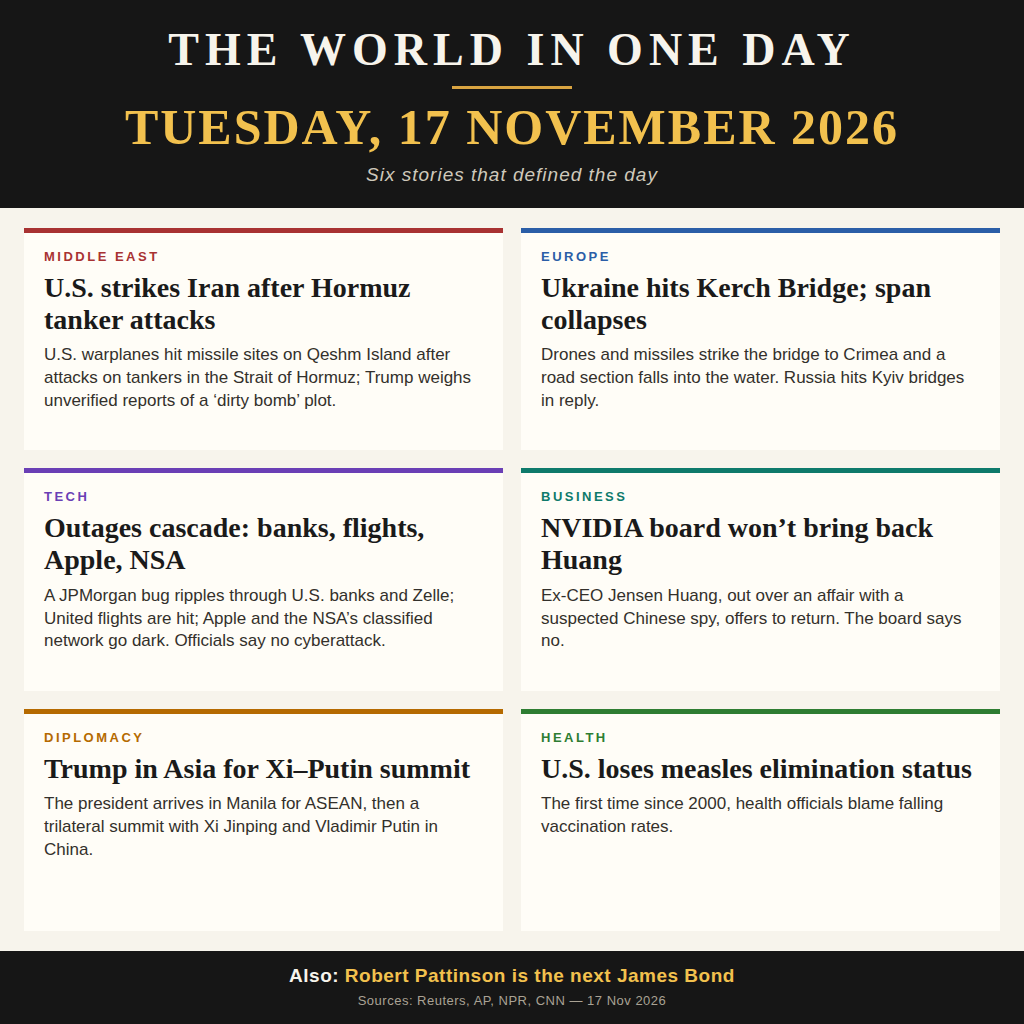 THE WORLD IN ONE DAY
TUESDAY, 17 NOVEMBER 2026
Six stories that defined the day
MIDDLE EAST
U.S. strikes Iran after Hormuz
tanker attacks
U.S. warplanes hit missile sites on Qeshm Island after
attacks on tankers in the Strait of Hormuz; Trump weighs
unverified reports of a ‘dirty bomb’ plot.
EUROPE
Ukraine hits Kerch Bridge; span
collapses
Drones and missiles strike the bridge to Crimea and a
road section falls into the water. Russia hits Kyiv bridges
in reply.
TECH
Outages cascade: banks, flights,
Apple, NSA
A JPMorgan bug ripples through U.S. banks and Zelle;
United flights are hit; Apple and the NSA’s classified
network go dark. Officials say no cyberattack.
BUSINESS
NVIDIA board won’t bring back
Huang
Ex-CEO Jensen Huang, out over an affair with a
suspected Chinese spy, offers to return. The board says
no.
DIPLOMACY
Trump in Asia for Xi–Putin summit
The president arrives in Manila for ASEAN, then a
trilateral summit with Xi Jinping and Vladimir Putin in
China.
HEALTH
U.S. loses measles elimination status
The first time since 2000, health officials blame falling
vaccination rates.
Also: Robert Pattinson is the next James Bond
Sources: Reuters, AP, NPR, CNN — 17 Nov 2026